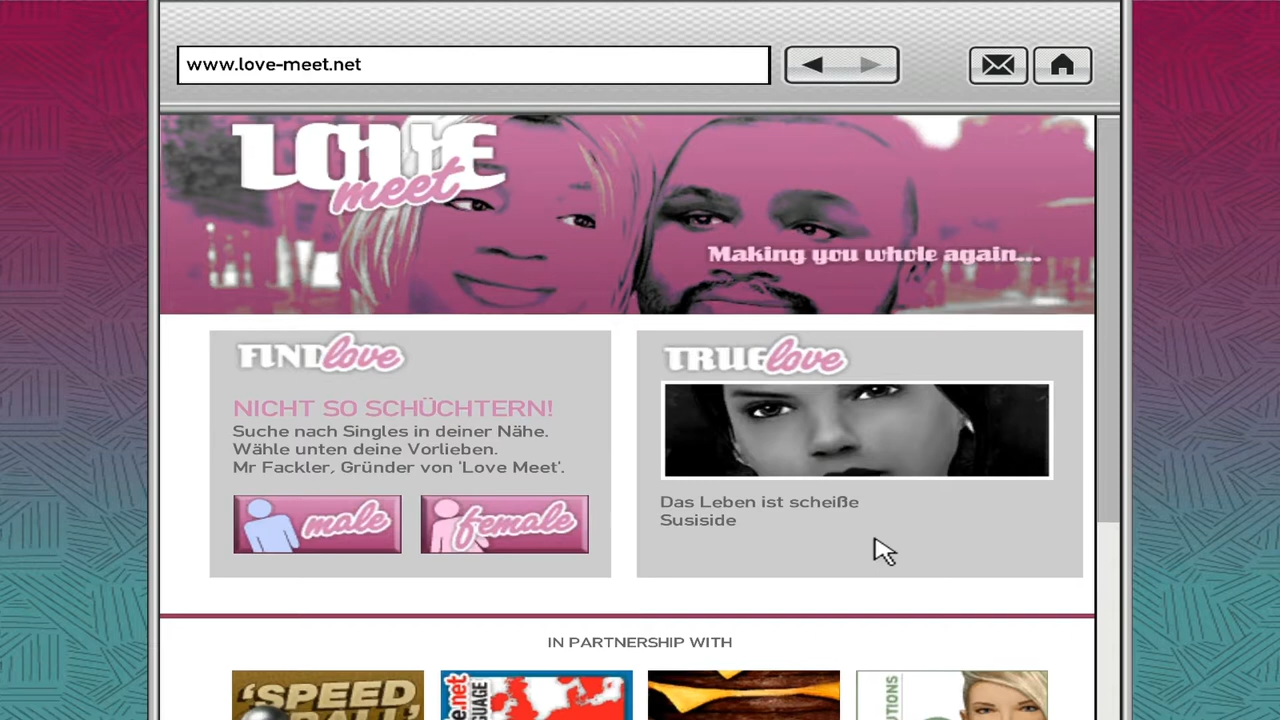 www.love-meet.net
LOVE
meet
Making you whole again...
FINDlove
NICHT SO SCHÜCHTERN!
Suche nach Singles in deiner Nähe.
Wähle unten deine Vorlieben.
Mr Fackler, Gründer von 'Love Meet'.
male
female
TRUElove
Das Leben ist scheiße
Susiside
IN PARTNERSHIP WITH
'SPEED
BALL'